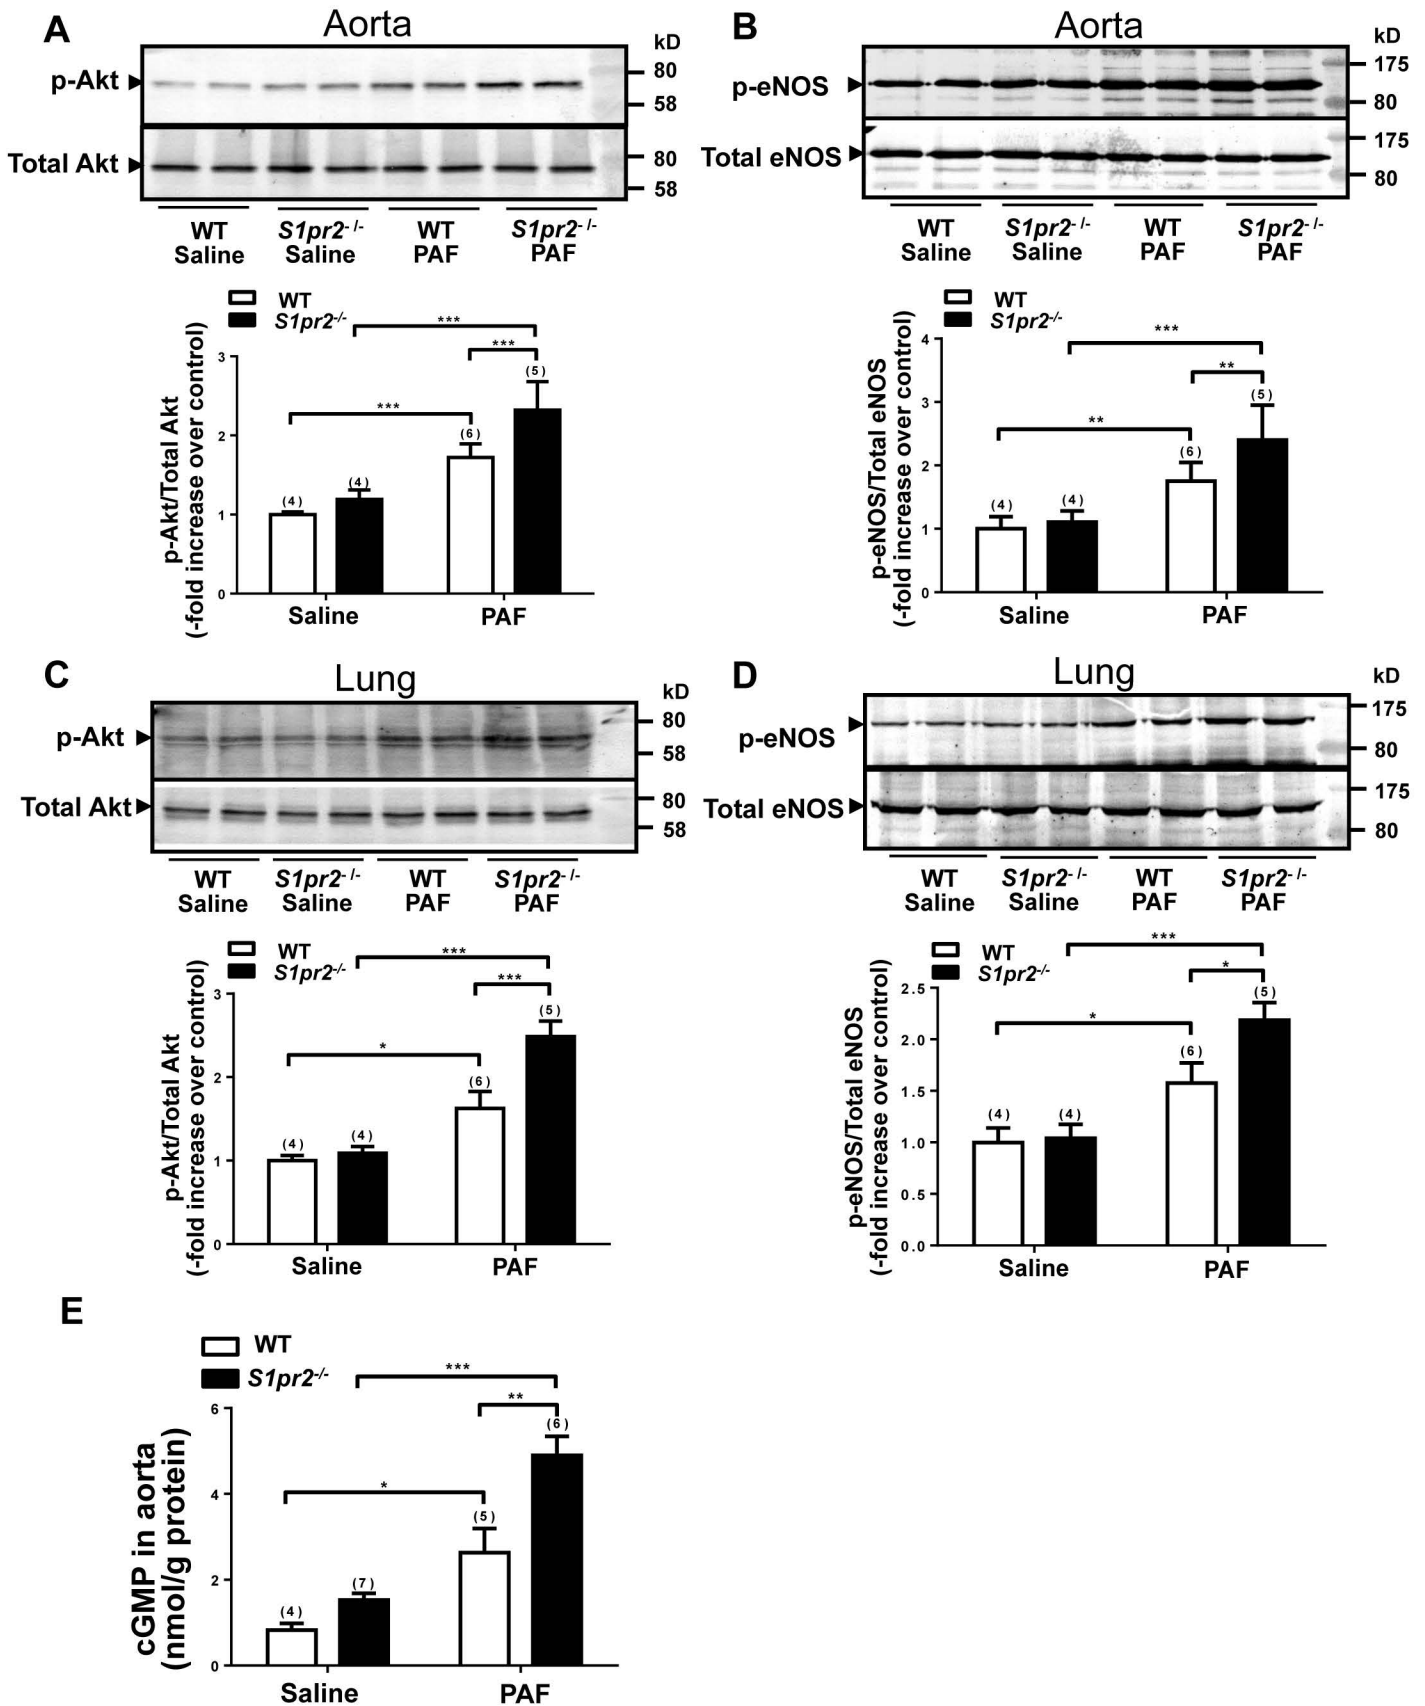 A
Aorta
kD
p-Akt
80
58
Total Akt
80
58
WT
Saline
S1pr2-/-
Saline
WT
PAF
S1pr2-/-
PAF
WT
S1pr2-/-
p-Akt/Total Akt
(-fold increase over control)
3
2
1
0
***
***
***
(4)
(4)
(6)
(5)
Saline
PAF
B
Aorta
kD
p-eNOS
175
80
Total eNOS
175
80
WT
Saline
S1pr2-/-
Saline
WT
PAF
S1pr2-/-
PAF
WT
S1pr2-/-
p-eNOS/Total eNOS
(-fold increase over control)
4
3
2
1
0
***
**
**
(4)
(4)
(6)
(5)
Saline
PAF
C
Lung
kD
p-Akt
80
58
Total Akt
80
58
WT
Saline
S1pr2-/-
Saline
WT
PAF
S1pr2-/-
PAF
WT
S1pr2-/-
p-Akt/Total Akt
(-fold increase over control)
3
2
1
0
***
***
*
(4)
(4)
(6)
(5)
Saline
PAF
D
Lung
kD
p-eNOS
175
80
Total eNOS
175
80
WT
Saline
S1pr2-/-
Saline
WT
PAF
S1pr2-/-
PAF
WT
S1pr2-/-
p-eNOS/Total eNOS
(-fold increase over control)
2.5
2.0
1.5
1.0
0.5
0.0
***
*
*
(4)
(4)
(6)
(5)
Saline
PAF
E
WT
S1pr2-/-
cGMP in aorta
(nmol/g protein)
6
4
2
0
***
**
*
(4)
(7)
(5)
(6)
Saline
PAF